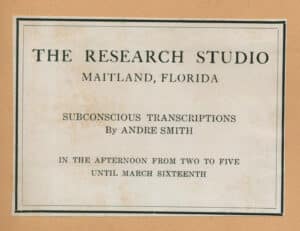 THE RESEARCH STUDIO
MAITLAND, FLORIDA
SUBCONSCIOUS TRANSCRIPTIONS
By ANDRE SMITH
IN THE AFTERNOON FROM TWO TO FIVE
UNTIL MARCH SIXTEENTH